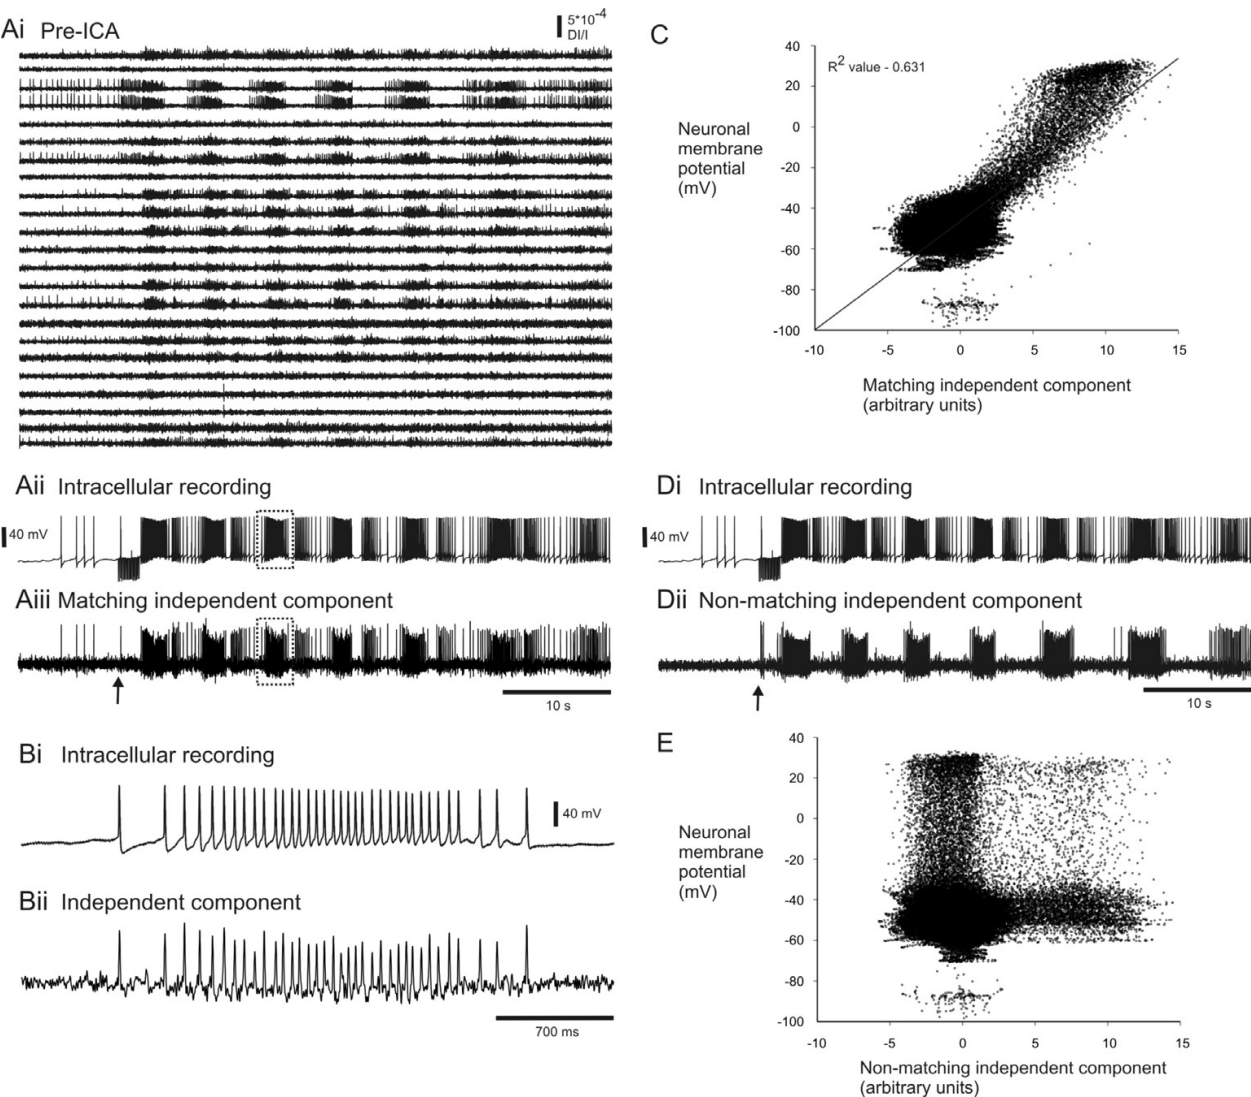 Ai Pre-ICA
5*10-4
DI/I
Aii Intracellular recording
40 mV
Aiii Matching independent component
10 s
Bi Intracellular recording
40 mV
Bii Independent component
700 ms
C
R2 value - 0.631
Neuronal
membrane
potential
(mV)
40
20
0
-20
-40
-60
-80
-100
-10 -5 0 5 10 15
Matching independent component
(arbitrary units)
Di Intracellular recording
40 mV
Dii Non-matching independent component
10 s
E
Neuronal
membrane
potential
(mV)
40
20
0
-20
-40
-60
-80
-100
-10 -5 0 5 10 15
Non-matching independent component
(arbitrary units)